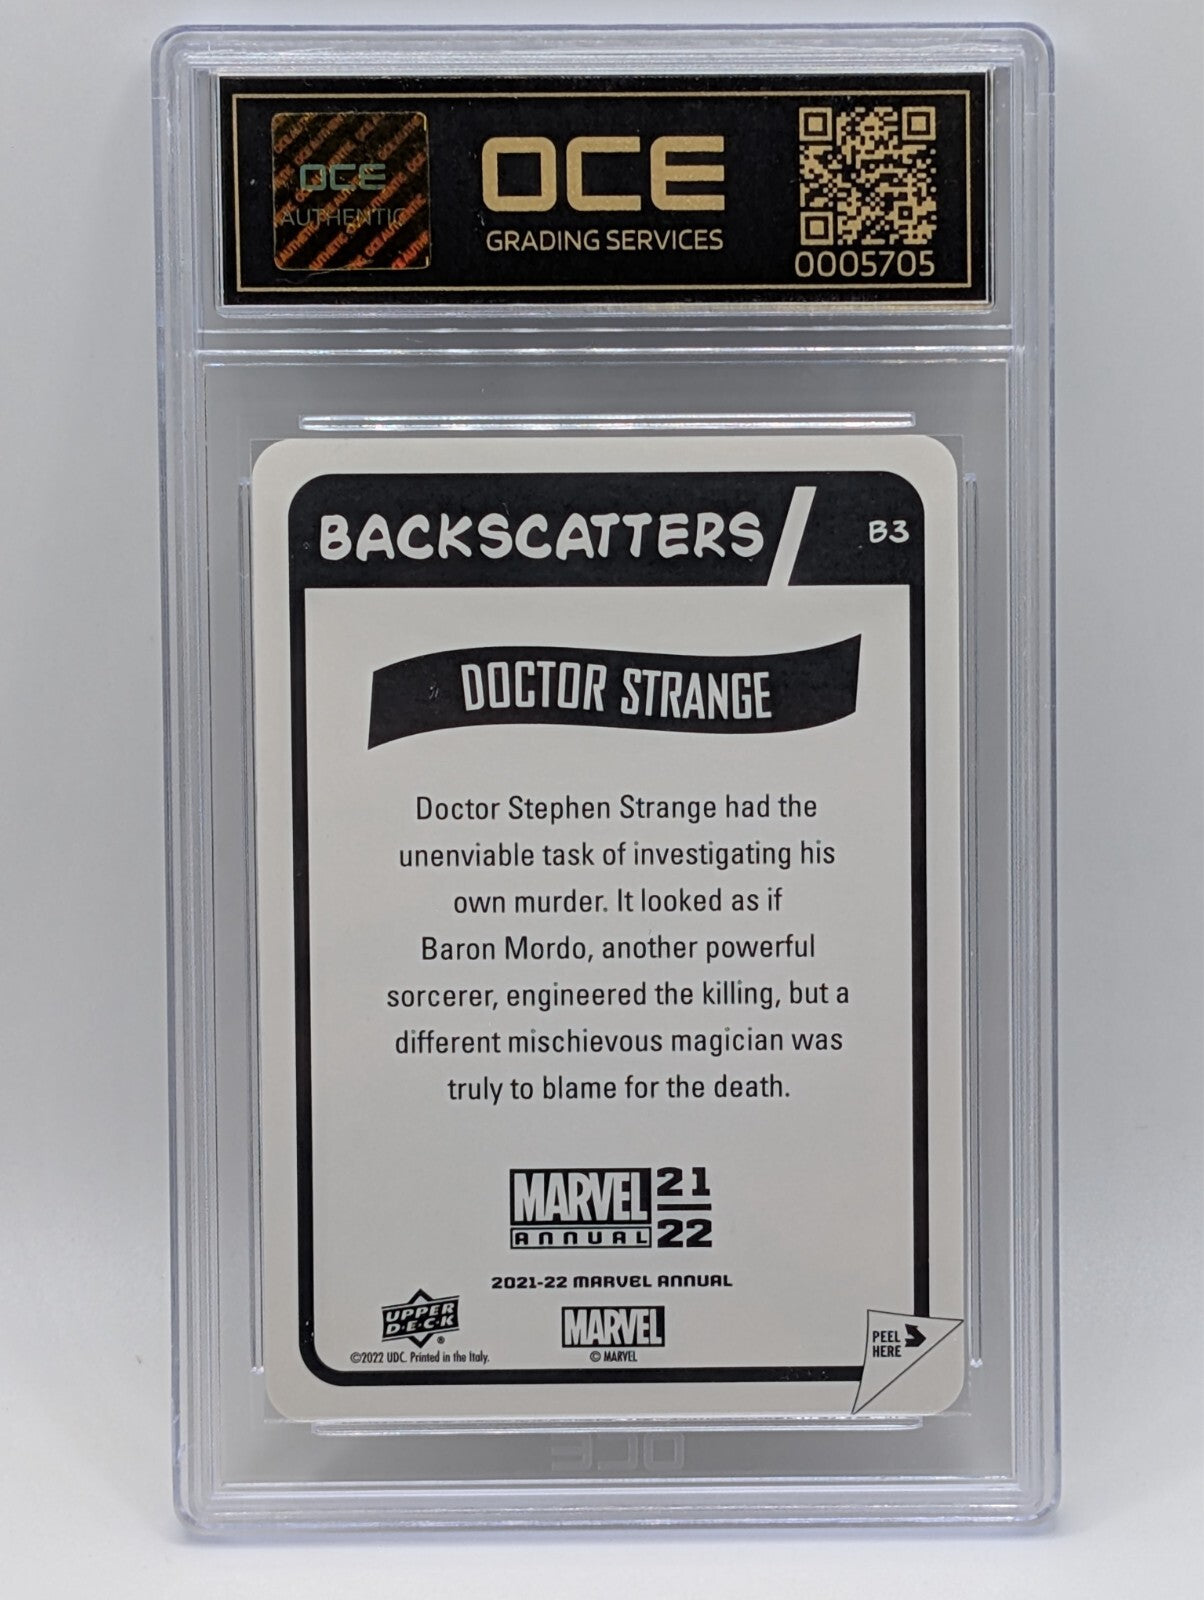 OCE
AUTHENTIC
OCE
GRADING SERVICES
0005705
BACKSCATTERS
B3
DOCTOR STRANGE
Doctor Stephen Strange had the
unenviable task of investigating his
own murder. It looked as if
Baron Mordo, another powerful
sorcerer, engineered the killing, but a
different mischievous magician was
truly to blame for the death.
MARVEL 21
ANNUAL 22
2021-22 MARVEL ANNUAL
UPPER
D·E·C·K
®
MARVEL
©2022 UDC. Printed in the Italy.
© MARVEL
PEEL
HERE
OCE